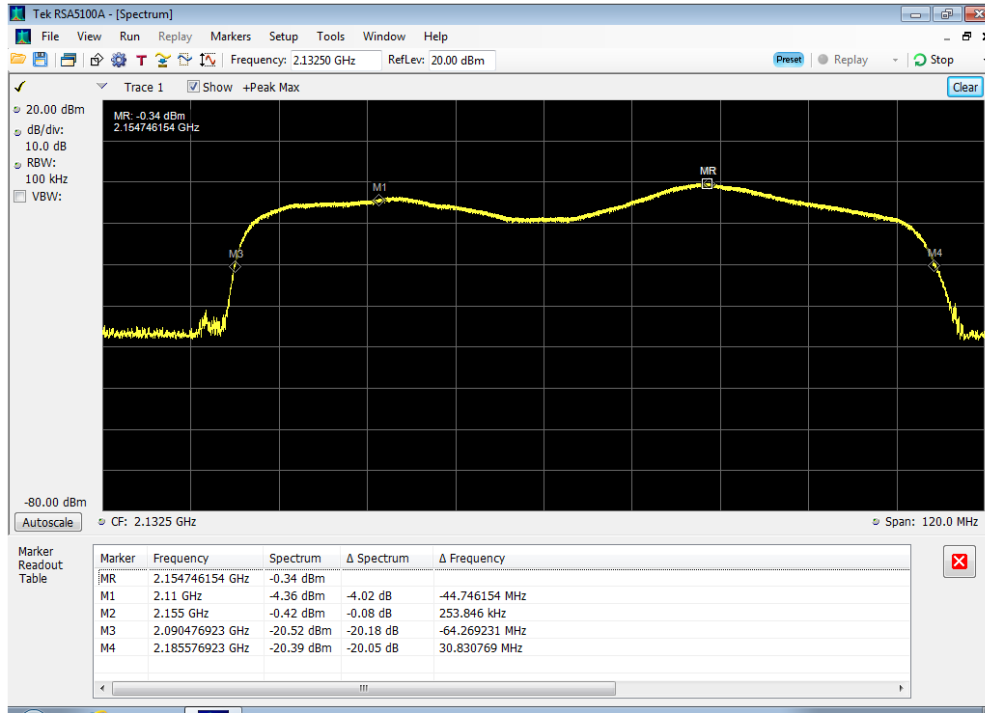 Tek RSA5100A - [Spectrum]
File View Run Replay Markers Setup Tools Window Help
Frequency: 2.13250 GHz RefLev: 20.00 dBm Preset Replay Stop
Trace 1 Show +Peak Max Clear
20.00 dBm
dB/div:
10.0 dB
RBW:
100 kHz
VBW:
MR: -0.34 dBm
2.154746154 GHz
MR
M1
M3
M4
-80.00 dBm
Autoscale CF: 2.1325 GHz Span: 120.0 MHz
Marker
Readout
Table
Marker Frequency Spectrum Δ Spectrum Δ Frequency
MR 2.154746154 GHz -0.34 dBm
M1 2.11 GHz -4.36 dBm -4.02 dB -44.746154 MHz
M2 2.155 GHz -0.42 dBm -0.08 dB 253.846 kHz
M3 2.090476923 GHz -20.52 dBm -20.18 dB -64.269231 MHz
M4 2.185576923 GHz -20.39 dBm -20.05 dB 30.830769 MHz